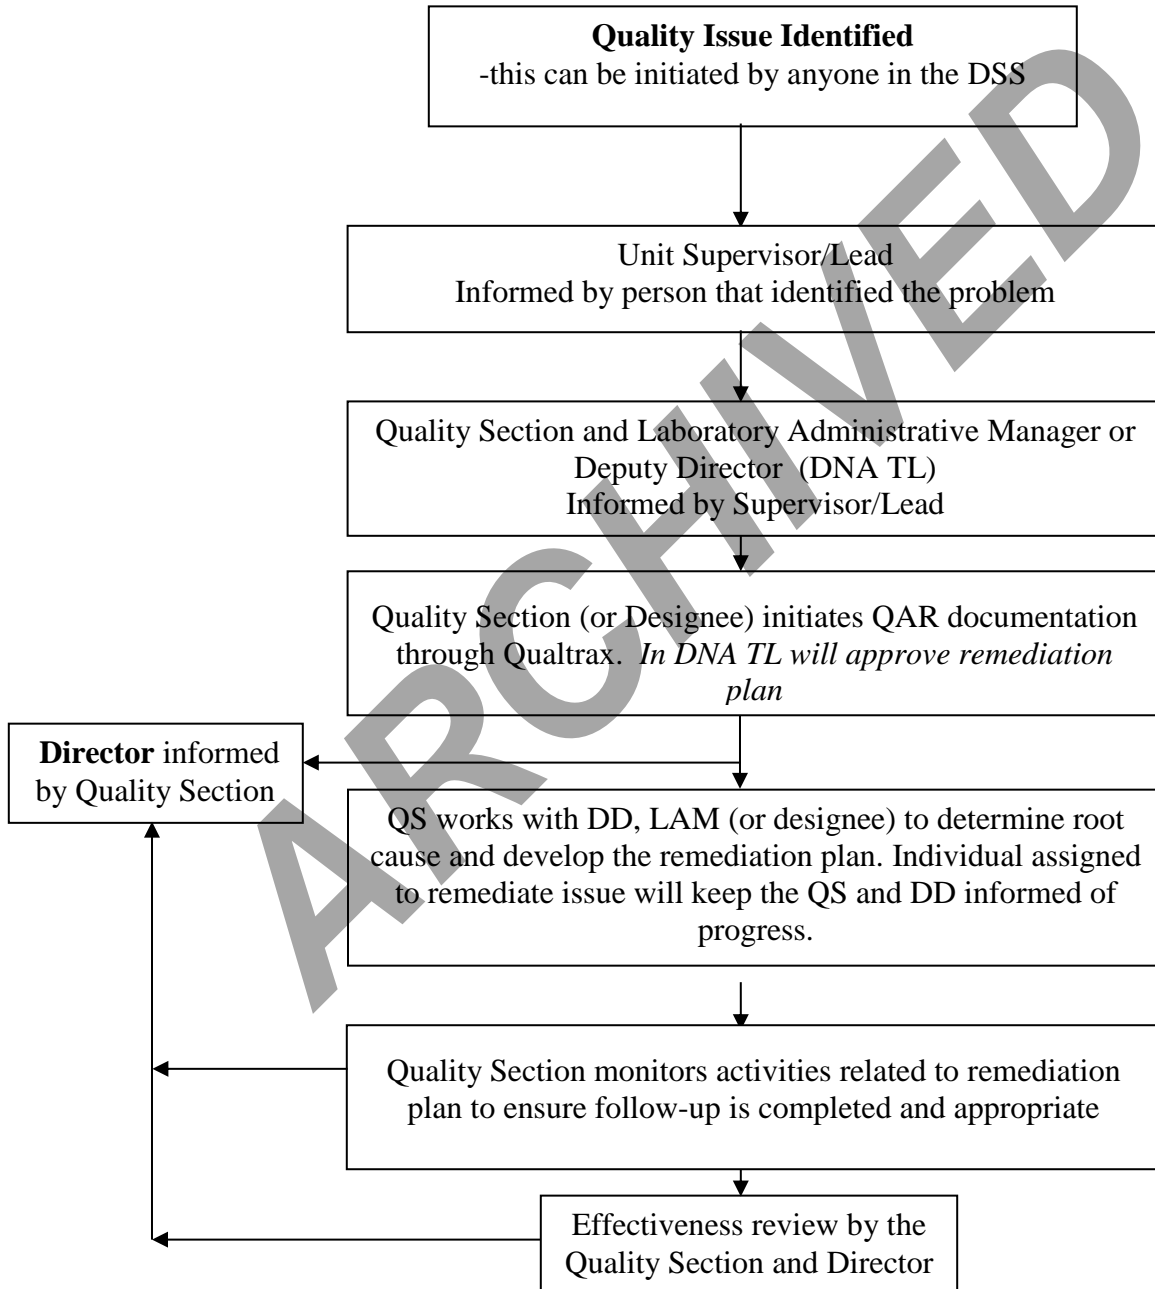 Quality Issue Identified
-this can be initiated by anyone in the DSS
Unit Supervisor/Lead
Informed by person that identified the problem
Quality Section and Laboratory Administrative Manager or
Deputy Director (DNA TL)
Informed by Supervisor/Lead
Quality Section (or Designee) initiates QAR documentation
through Qualtrax. In DNA TL will approve remediation
plan
Director informed
by Quality Section
QS works with DD, LAM (or designee) to determine root
cause and develop the remediation plan. Individual assigned
to remediate issue will keep the QS and DD informed of
progress.
Quality Section monitors activities related to remediation
plan to ensure follow-up is completed and appropriate
Effectiveness review by the
Quality Section and Director
ARCHIVED